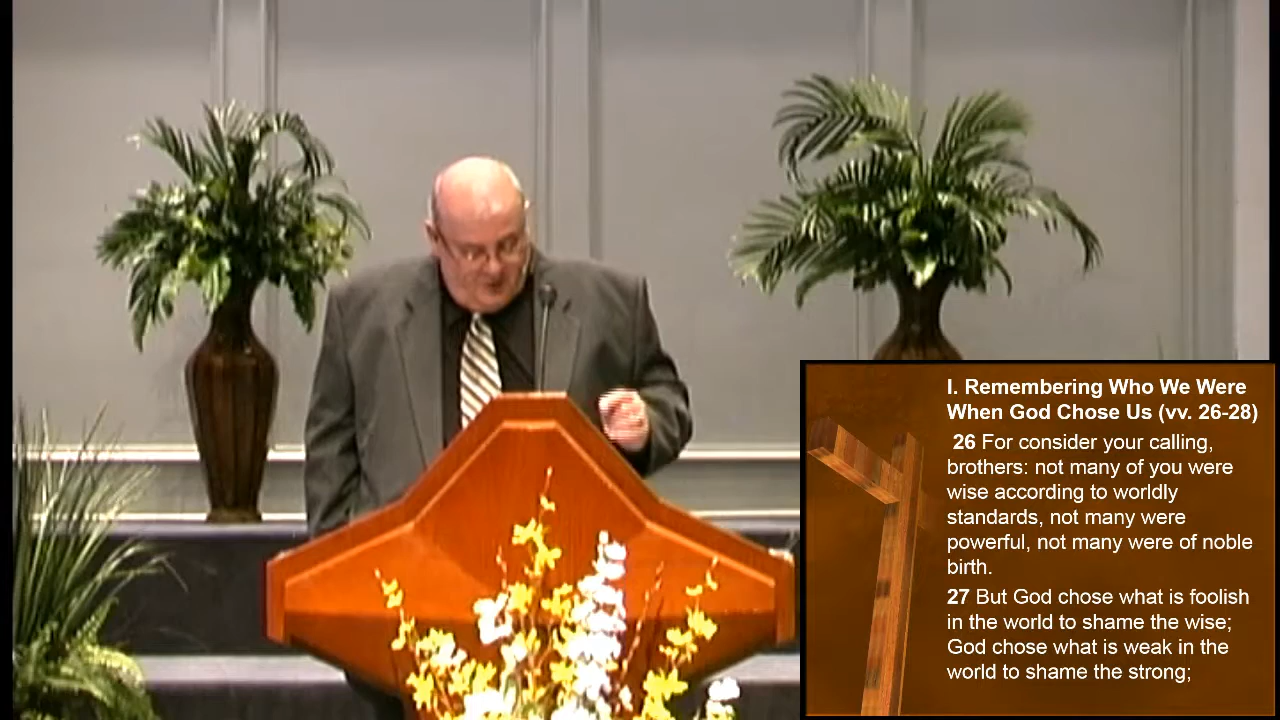 I. Remembering Who We Were
When God Chose Us (vv. 26-28)
26 For consider your calling,
brothers: not many of you were
wise according to worldly
standards, not many were
powerful, not many were of noble
birth.
27 But God chose what is foolish
in the world to shame the wise;
God chose what is weak in the
world to shame the strong;